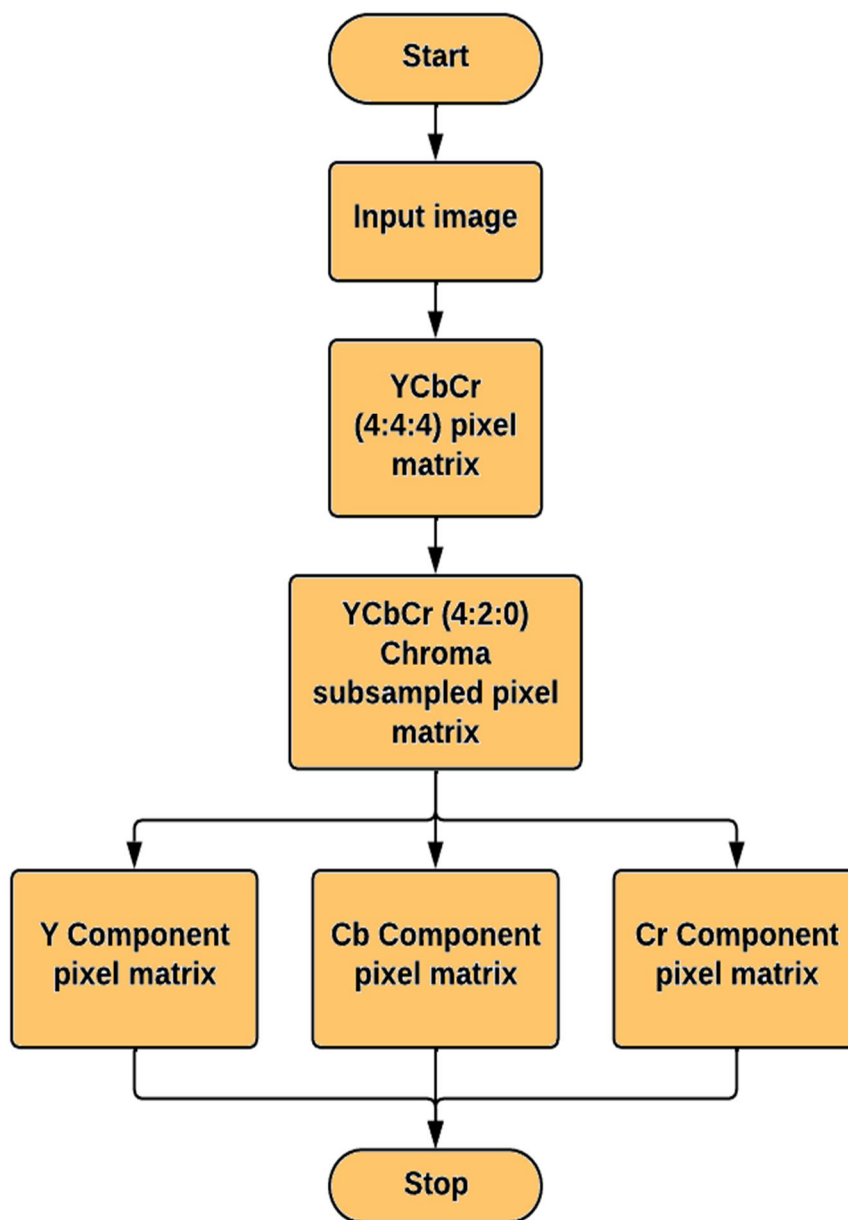 Start
Input image
YCbCr
(4:4:4) pixel
matrix
YCbCr (4:2:0)
Chroma
subsampled pixel
matrix
Y Component
pixel matrix
Cb Component
pixel matrix
Cr Component
pixel matrix
Stop